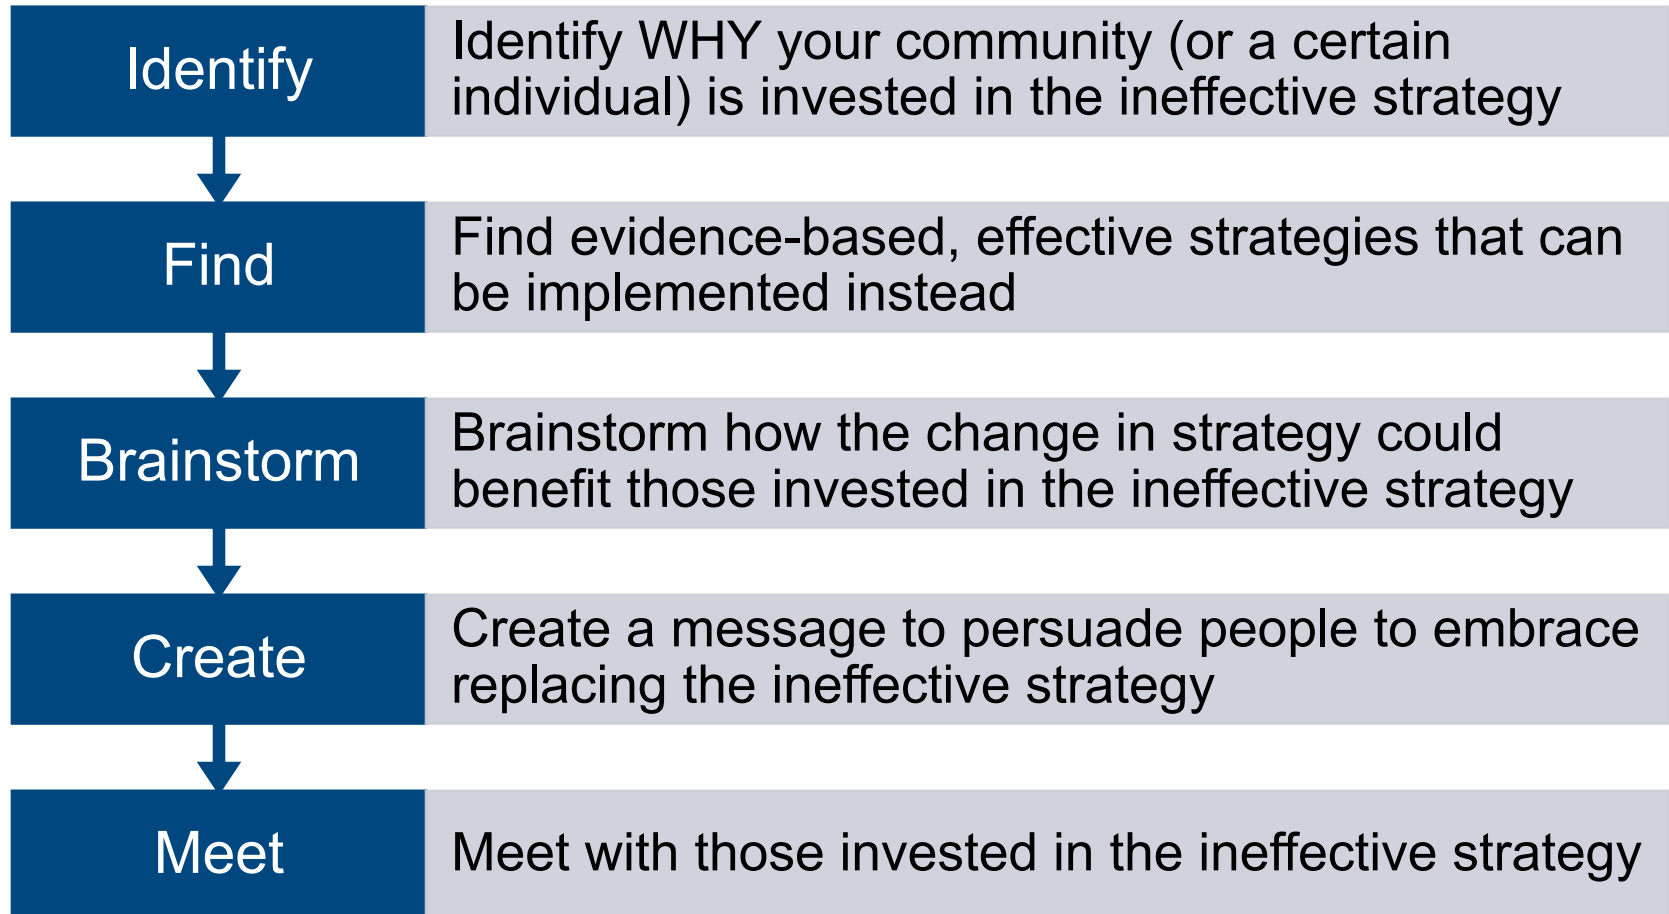 Identify
Identify WHY your community (or a certain
individual) is invested in the ineffective strategy
Find
Find evidence-based, effective strategies that can
be implemented instead
Brainstorm
Brainstorm how the change in strategy could
benefit those invested in the ineffective strategy
Create
Create a message to persuade people to embrace
replacing the ineffective strategy
Meet
Meet with those invested in the ineffective strategy